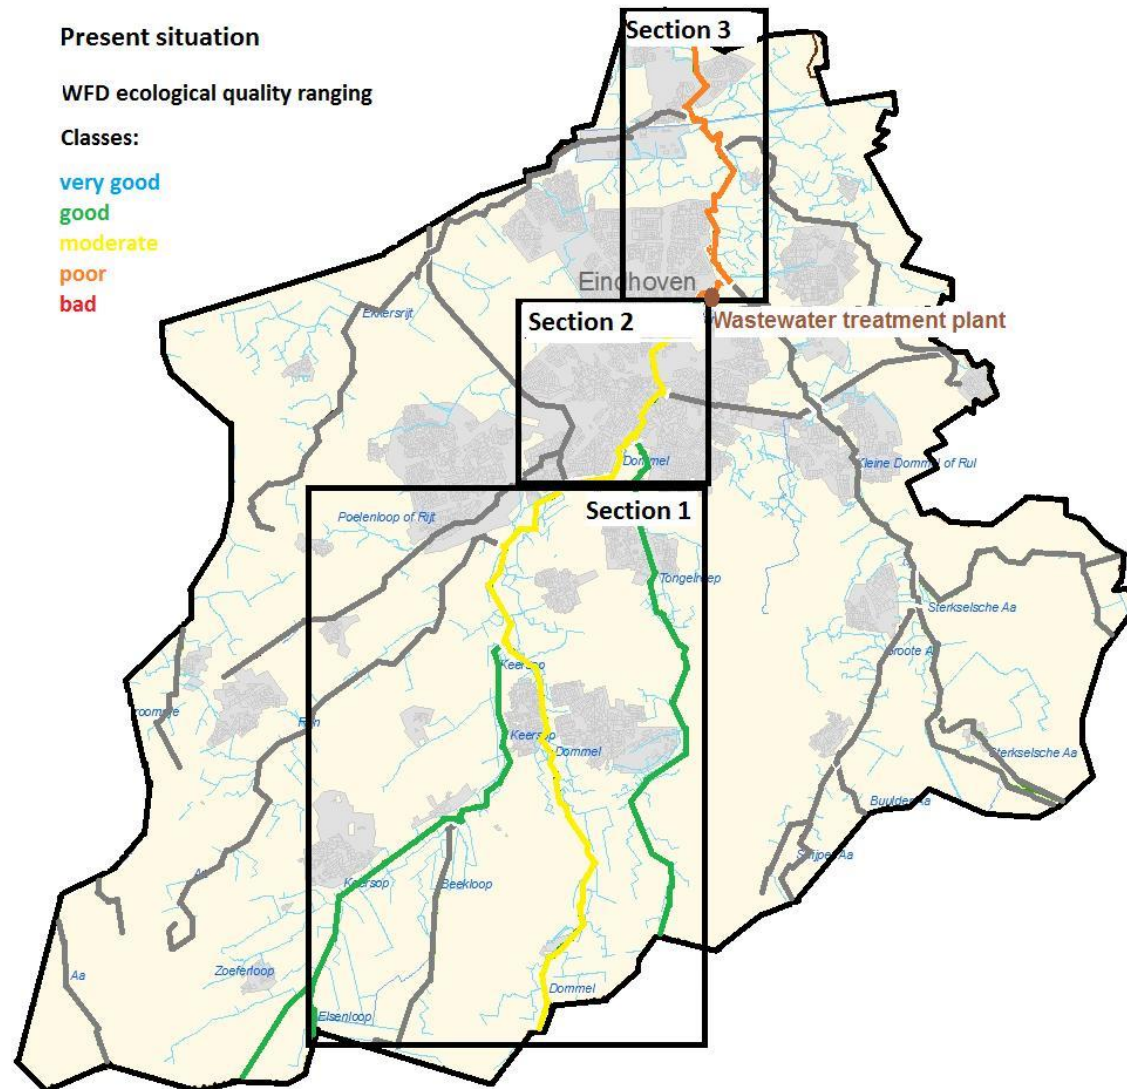 Present situation
Section 3
WFD ecological quality ranging
Classes:
very good
good
moderate
poor
bad
Eindhoven
Ekkersrijt
Section 2
Wastewater treatment plant
Dommel
Kleine Dommel of Rul
Poelenloop of Rijt
Section 1
Tongelreep
Sterkselsche Aa
Groote A
Keersop
Run
Keersop
Dommel
Sterkselsche Aa
Buulder Aa
Strijper Aa
Keersop
Beekloop
Aa
Zoeferloop
Dommel
Elsenloop